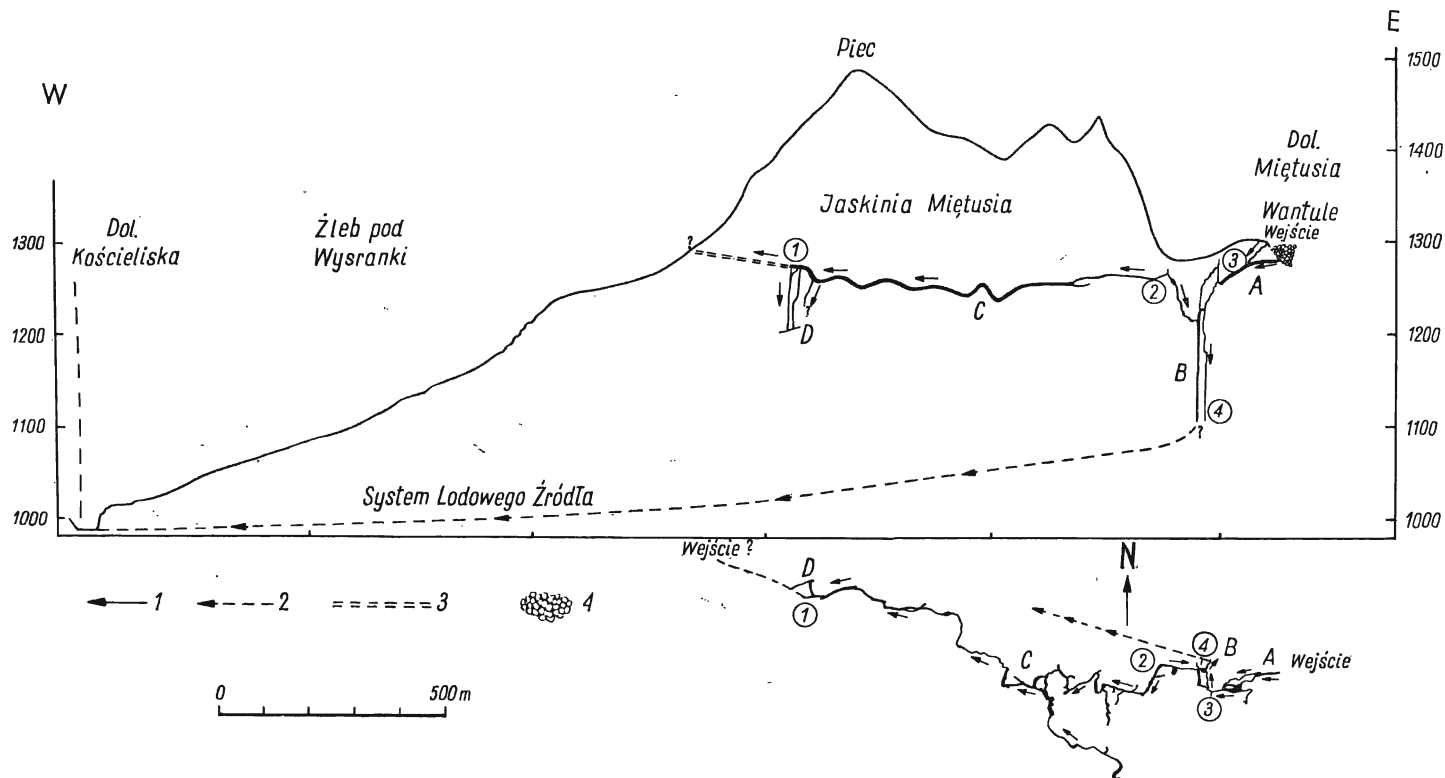 W
E
Piec
1500
1400
1300
1200
1100
1000
1300
1200
1100
1000
Dol.
Kościeliska
Żleb pod
Wysranki
Jaskinia Miętusia
Dol.
Miętusia
Wantule
Wejście
?
1
2
3
A
C
D
B
4
?
System Lodowego Źródła
Wejście ?
D
1
N
1
2
3
4
C
2
4
B
A
Wejście
3
0
500 m